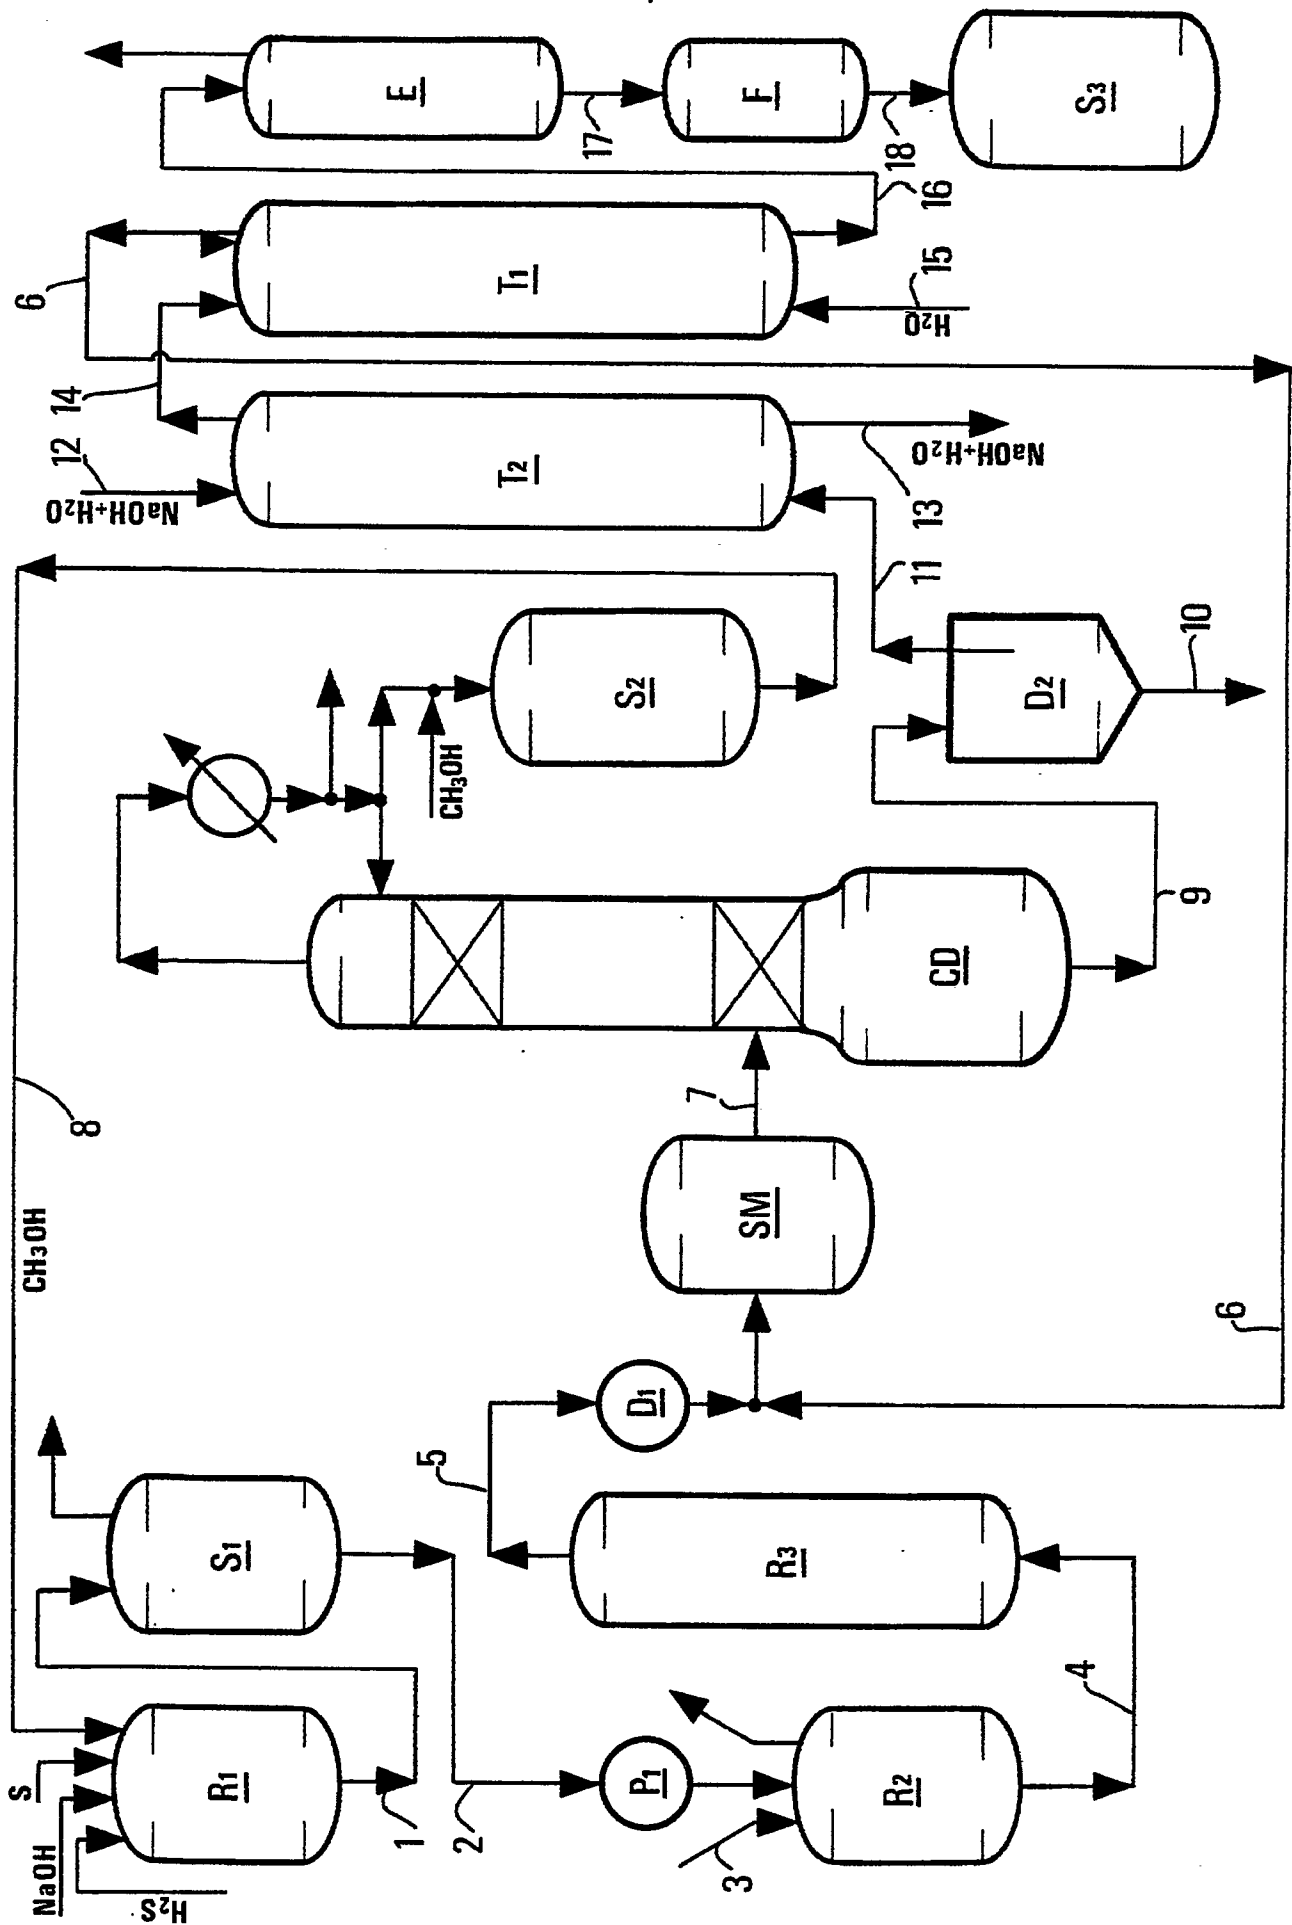 H₂S
NaOH
S
CH₃OH
8
R₁
1
S₁
2
P₁
3
R₂
4
R₃
5
D₁
6
SM
7
CD
9
CH₃OH
S₂
D₂
10
11
NaOH+H₂O
12
T₂
NaOH+H₂O
13
14
6
T₁
H₂O
15
16
E
17
F
18
S₃